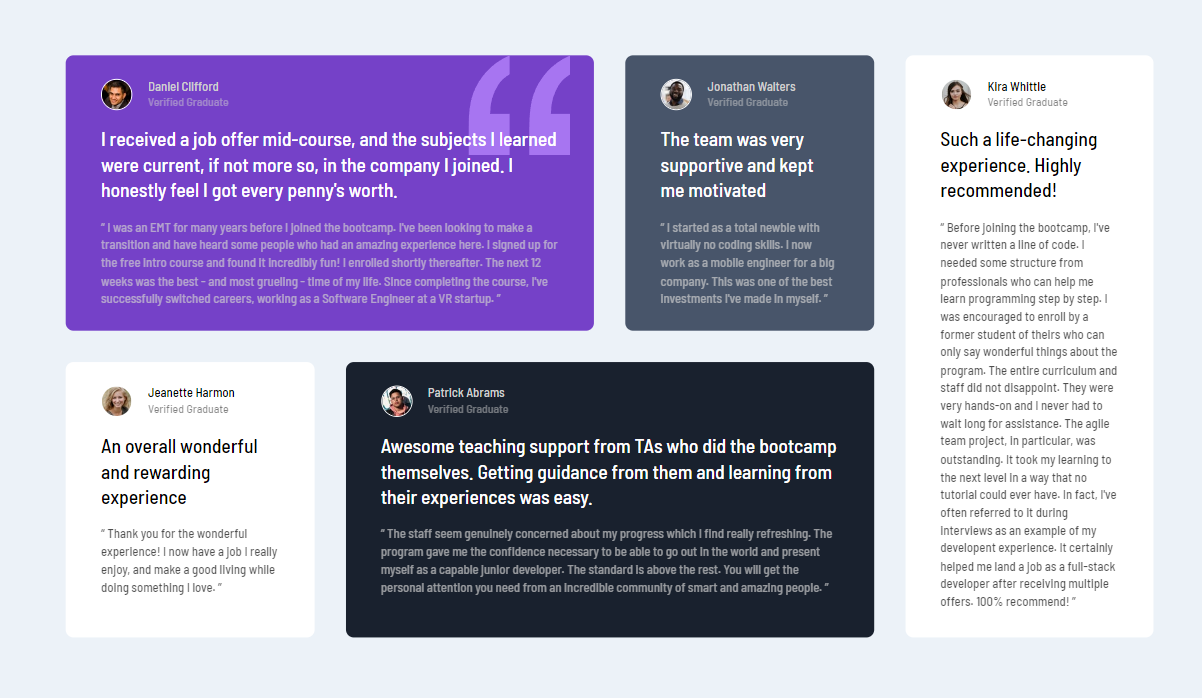 Daniel Clifford
Verified Graduate
I received a job offer mid-course, and the subjects I learned
were current, if not more so, in the company I joined. I
honestly feel I got every penny's worth.
“ I was an EMT for many years before I joined the bootcamp. I've been looking to make a
transition and have heard some people who had an amazing experience here. I signed up for
the free intro course and found it incredibly fun! I enrolled shortly thereafter. The next 12
weeks was the best - and most grueling - time of my life. Since completing the course, I've
successfully switched careers, working as a Software Engineer at a VR startup. ”
Jonathan Walters
Verified Graduate
The team was very
supportive and kept
me motivated
“ I started as a total newbie with
virtually no coding skills. I now
work as a mobile engineer for a big
company. This was one of the best
investments I've made in myself. ”
Kira Whittle
Verified Graduate
Such a life-changing
experience. Highly
recommended!
“ Before joining the bootcamp, I've
never written a line of code. I
needed some structure from
professionals who can help me
learn programming step by step. I
was encouraged to enroll by a
former student of theirs who can
only say wonderful things about the
program. The entire curriculum and
staff did not disappoint. They were
very hands-on and I never had to
wait long for assistance. The agile
team project, in particular, was
outstanding. It took my learning to
the next level in a way that no
tutorial could ever have. In fact, I've
often referred to it during
interviews as an example of my
developent experience. It certainly
helped me land a job as a full-stack
developer after receiving multiple
offers. 100% recommend! ”
Jeanette Harmon
Verified Graduate
An overall wonderful
and rewarding
experience
“ Thank you for the wonderful
experience! I now have a job I really
enjoy, and make a good living while
doing something I love. ”
Patrick Abrams
Verified Graduate
Awesome teaching support from TAs who did the bootcamp
themselves. Getting guidance from them and learning from
their experiences was easy.
“ The staff seem genuinely concerned about my progress which I find really refreshing. The
program gave me the confidence necessary to be able to go out in the world and present
myself as a capable junior developer. The standard is above the rest. You will get the
personal attention you need from an incredible community of smart and amazing people. ”